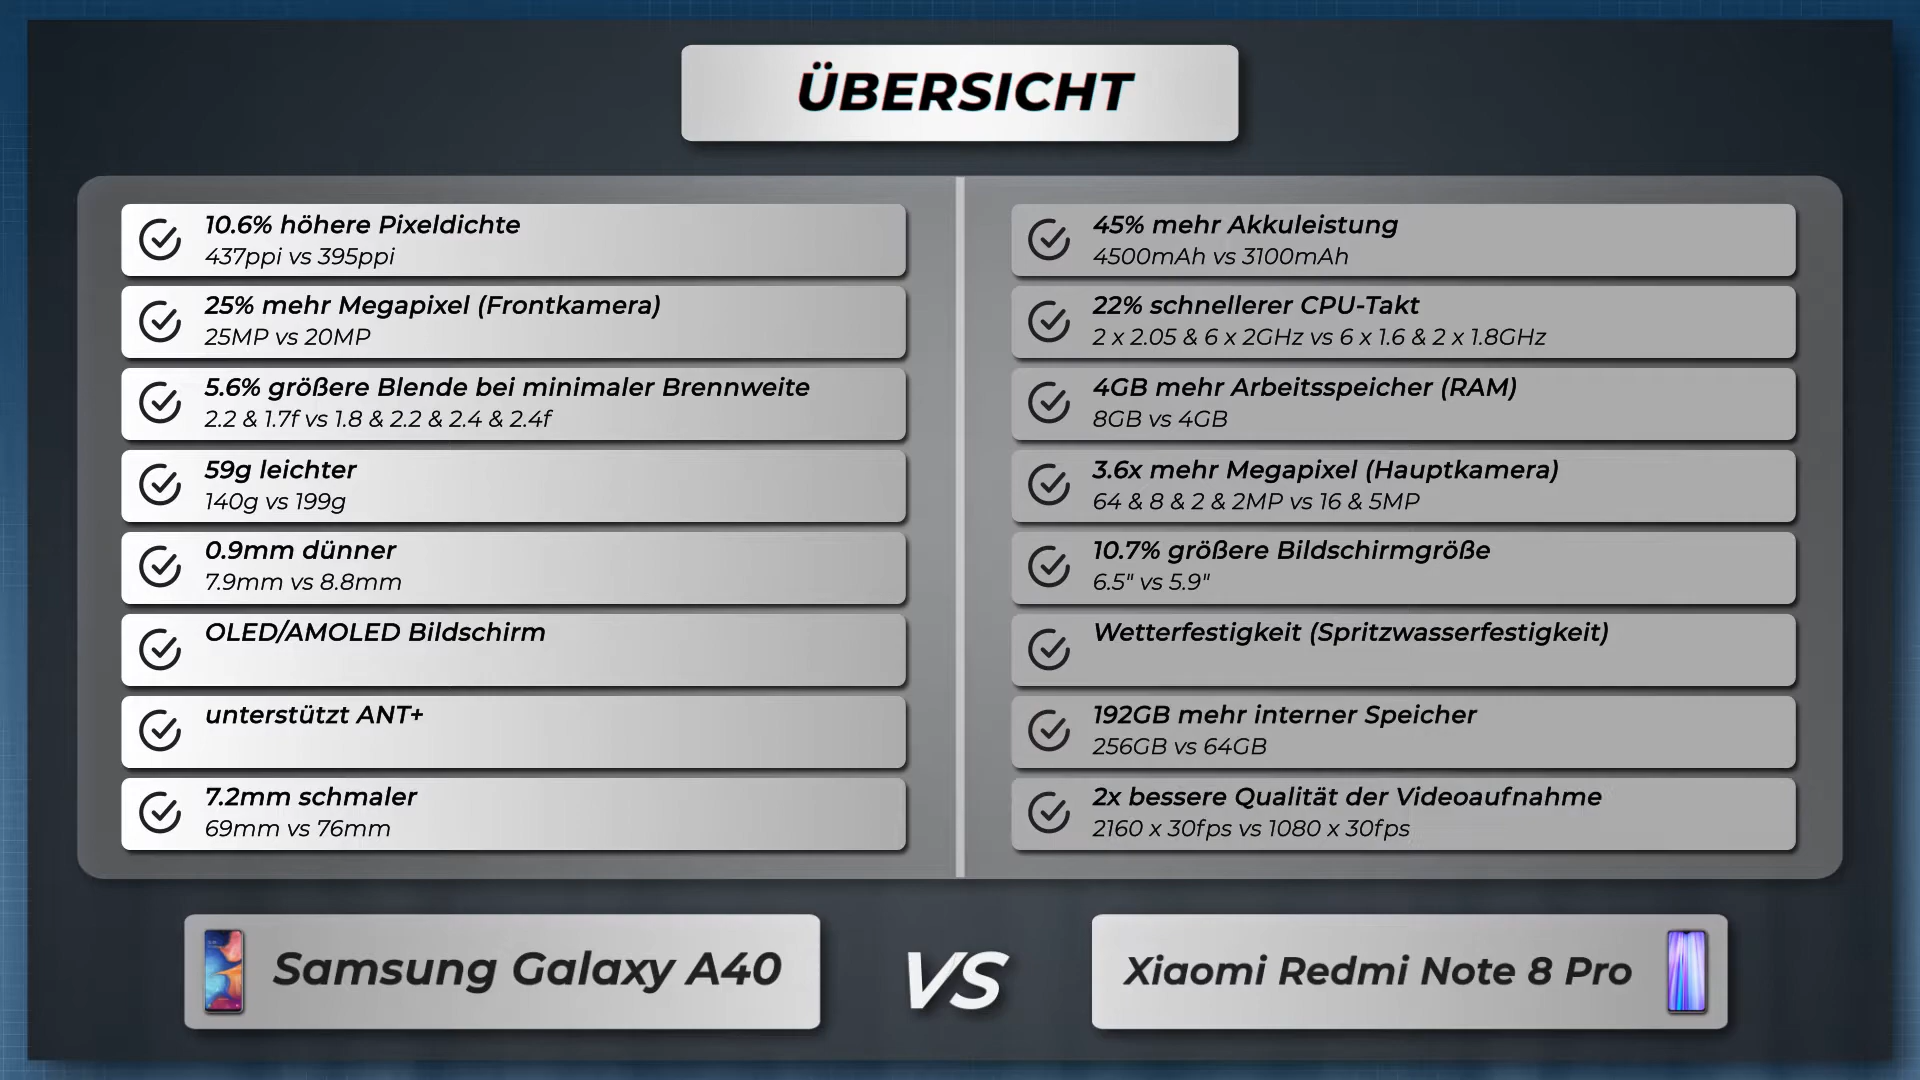 ÜBERSICHT
10.6% höhere Pixeldichte
437ppi vs 395ppi
25% mehr Megapixel (Frontkamera)
25MP vs 20MP
5.6% größere Blende bei minimaler Brennweite
2.2 & 1.7f vs 1.8 & 2.2 & 2.4 & 2.4f
59g leichter
140g vs 199g
0.9mm dünner
7.9mm vs 8.8mm
OLED/AMOLED Bildschirm
unterstützt ANT+
7.2mm schmaler
69mm vs 76mm
45% mehr Akkuleistung
4500mAh vs 3100mAh
22% schnellerer CPU-Takt
2 x 2.05 & 6 x 2GHz vs 6 x 1.6 & 2 x 1.8GHz
4GB mehr Arbeitsspeicher (RAM)
8GB vs 4GB
3.6x mehr Megapixel (Hauptkamera)
64 & 8 & 2 & 2MP vs 16 & 5MP
10.7% größere Bildschirmgröße
6.5" vs 5.9"
Wetterfestigkeit (Spritzwasserfestigkeit)
192GB mehr interner Speicher
256GB vs 64GB
2x bessere Qualität der Videoaufnahme
2160 x 30fps vs 1080 x 30fps
Samsung Galaxy A40
VS
Xiaomi Redmi Note 8 Pro